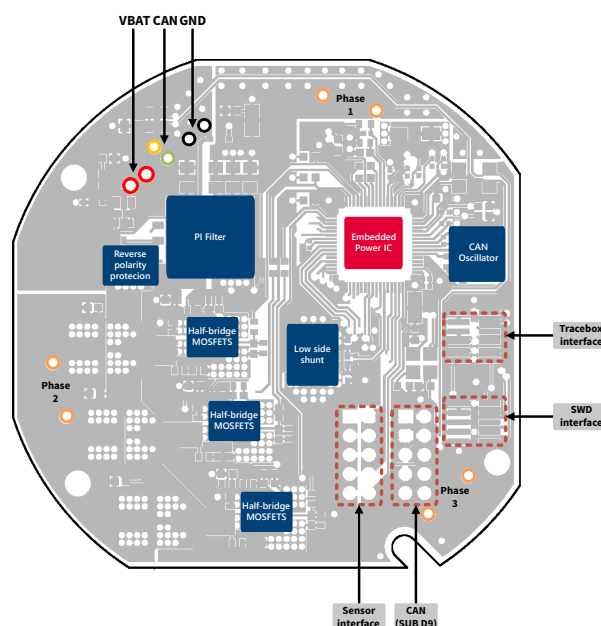 VBAT CAN GND
Phase
1
PI Filter
Embedded
Power IC
CAN
Oscillator
Reverse
polarity
protecion
Half-bridge
MOSFETS
Low side
shunt
Tracebox
interface
Phase
2
Half-bridge
MOSFETS
SWD
interface
Half-bridge
MOSFETS
Phase
3
Sensor
interface
CAN
(SUB D9)